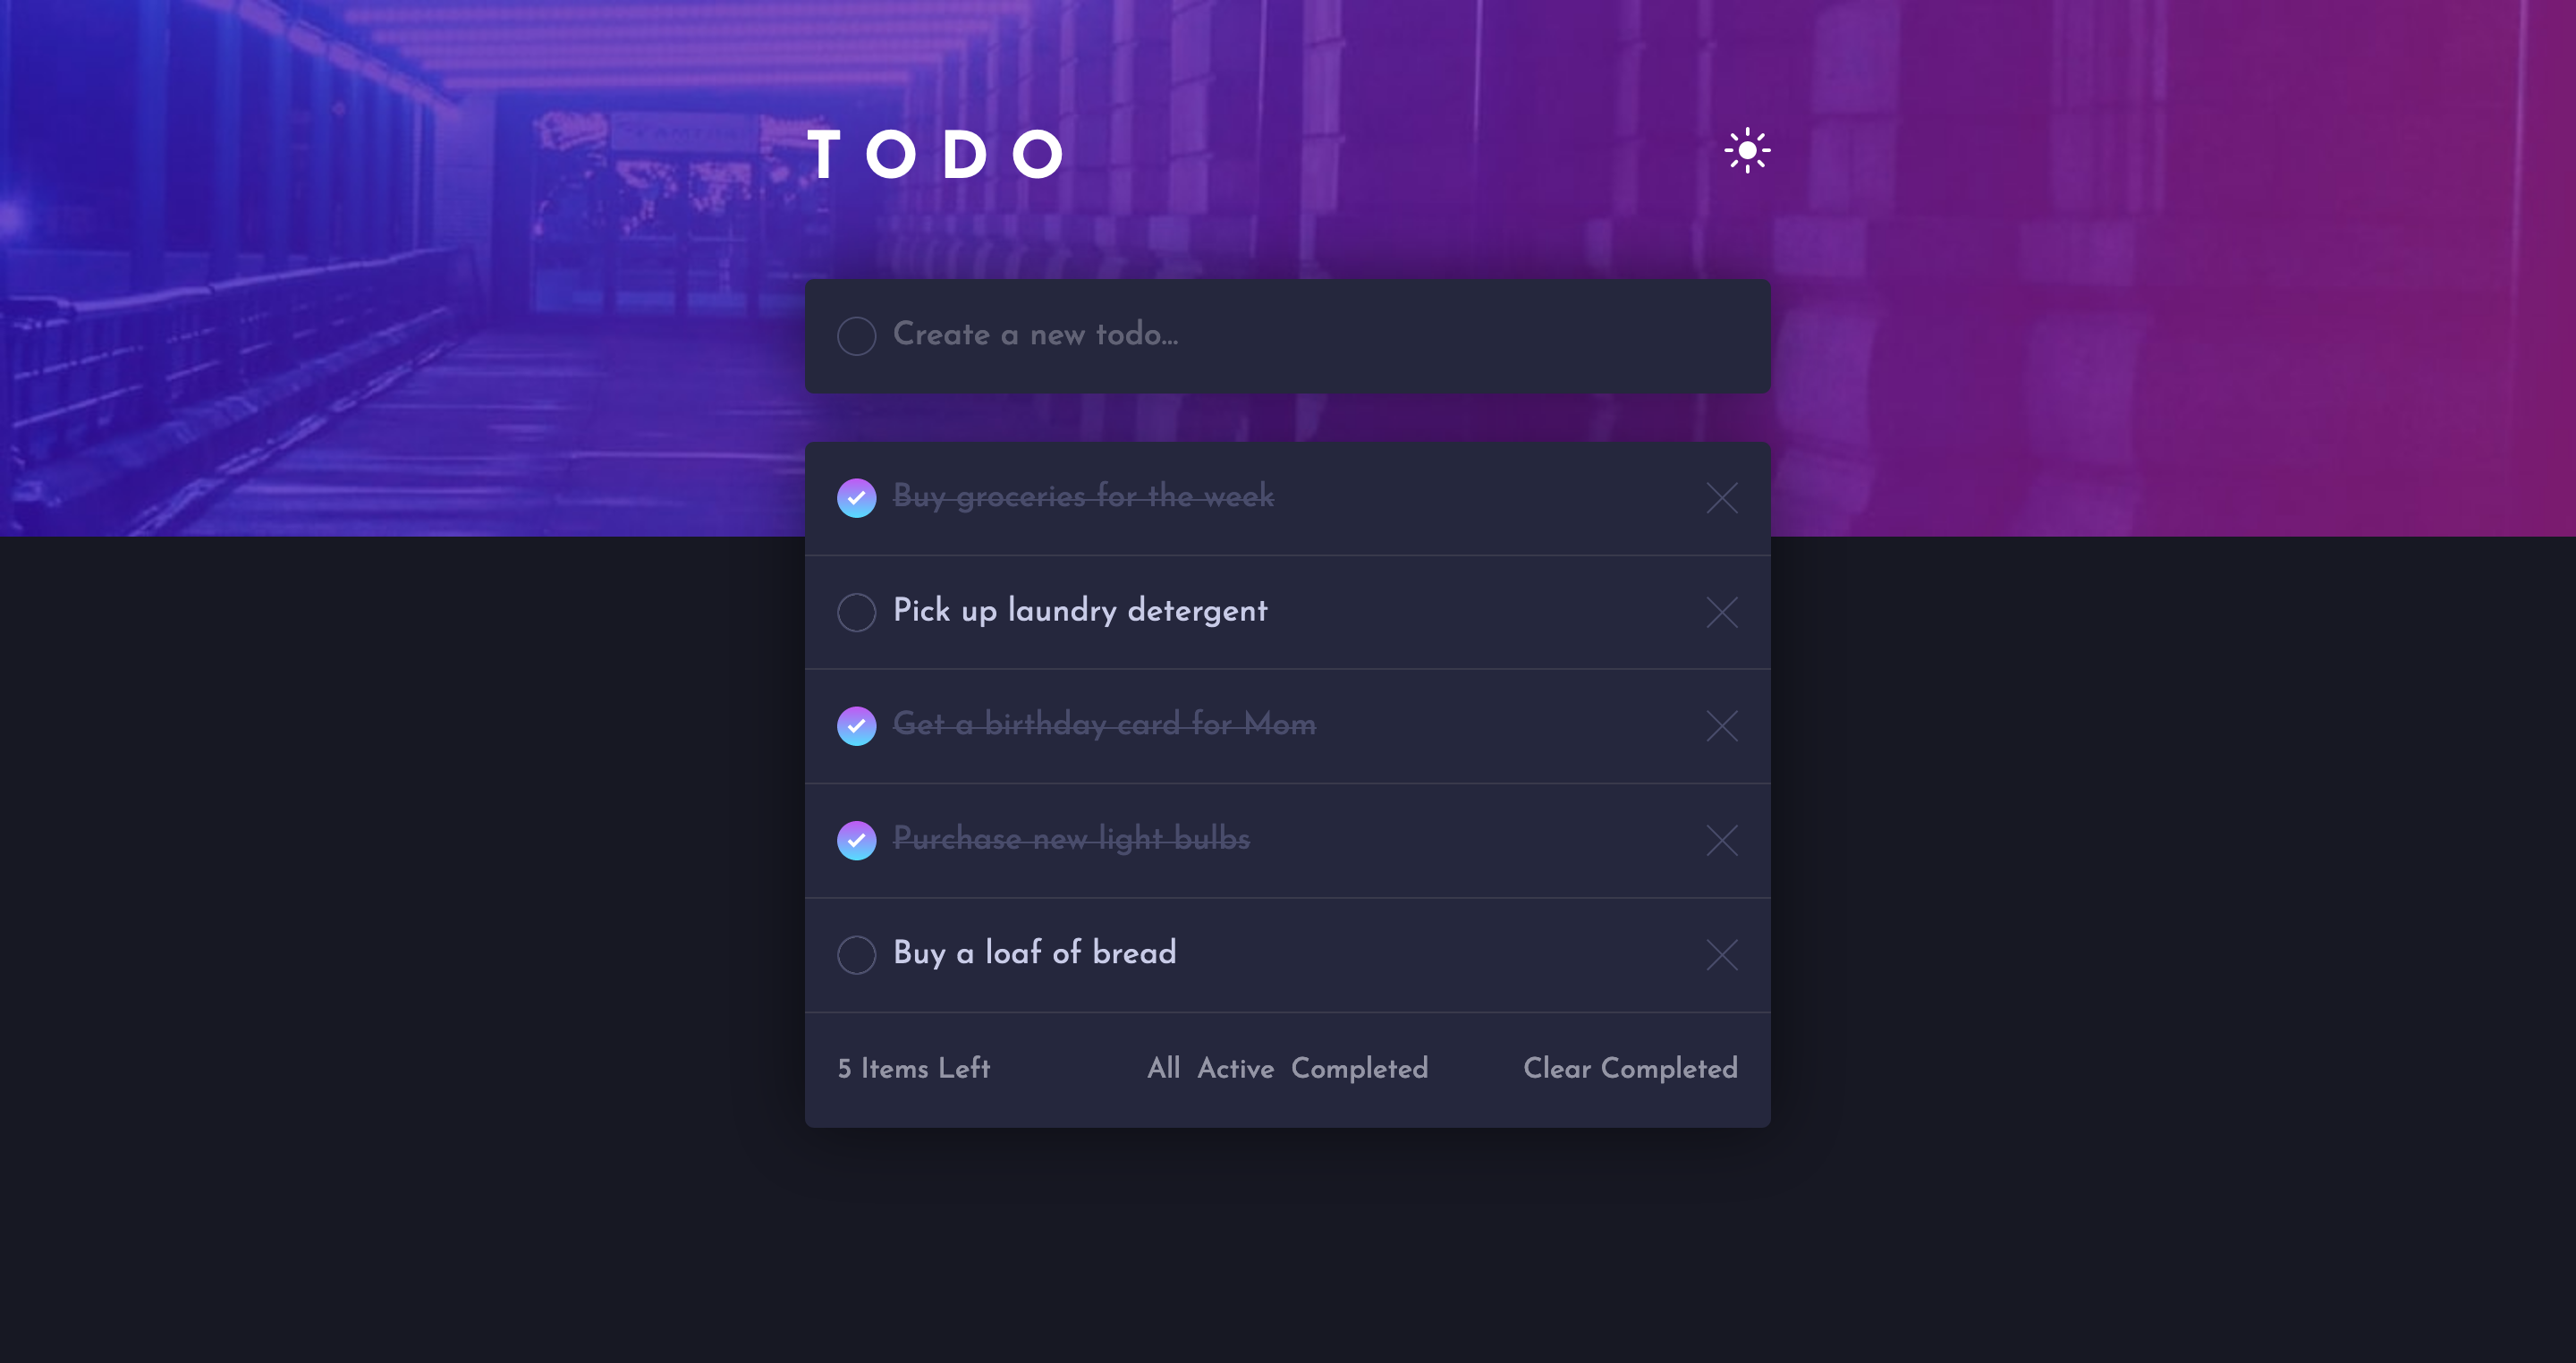 TODO
Create a new todo...
Buy groceries for the week
Pick up laundry detergent
Get a birthday card for Mom
Purchase new light bulbs
Buy a loaf of bread
5 Items Left All Active Completed Clear Completed